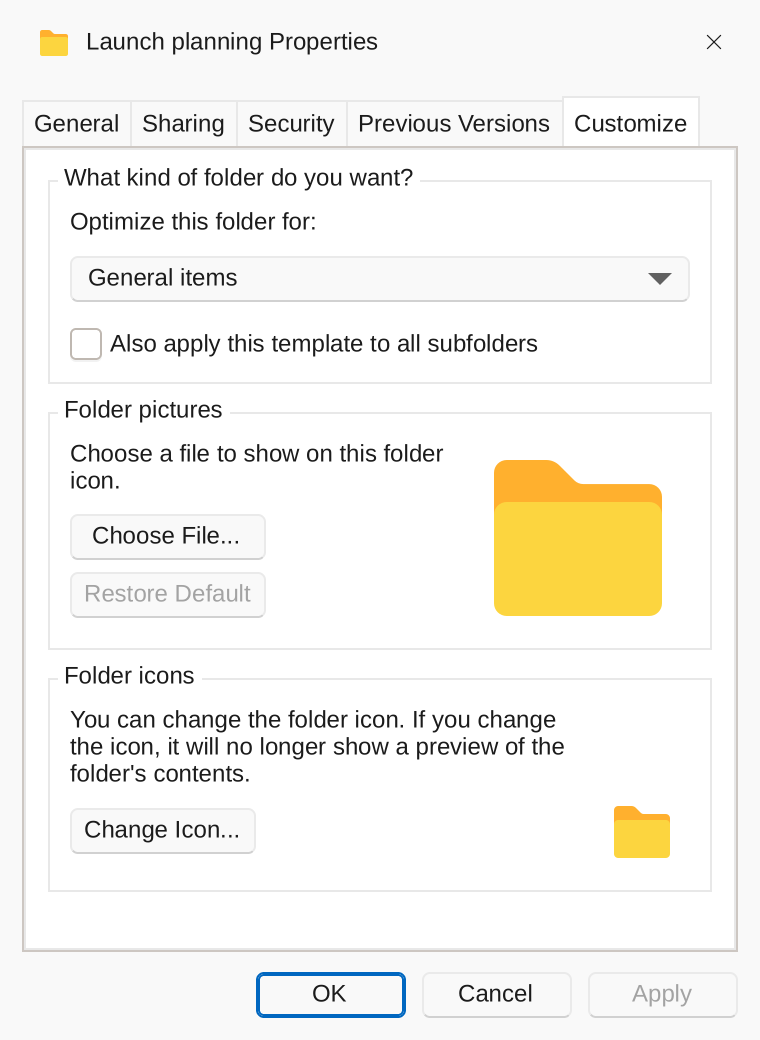 Launch planning Properties
General Sharing Security Previous Versions Customize
What kind of folder do you want?
Optimize this folder for:
General items
Also apply this template to all subfolders
Folder pictures
Choose a file to show on this folder
icon.
Choose File...
Restore Default
Folder icons
You can change the folder icon. If you change
the icon, it will no longer show a preview of the
folder's contents.
Change Icon...
OK Cancel Apply